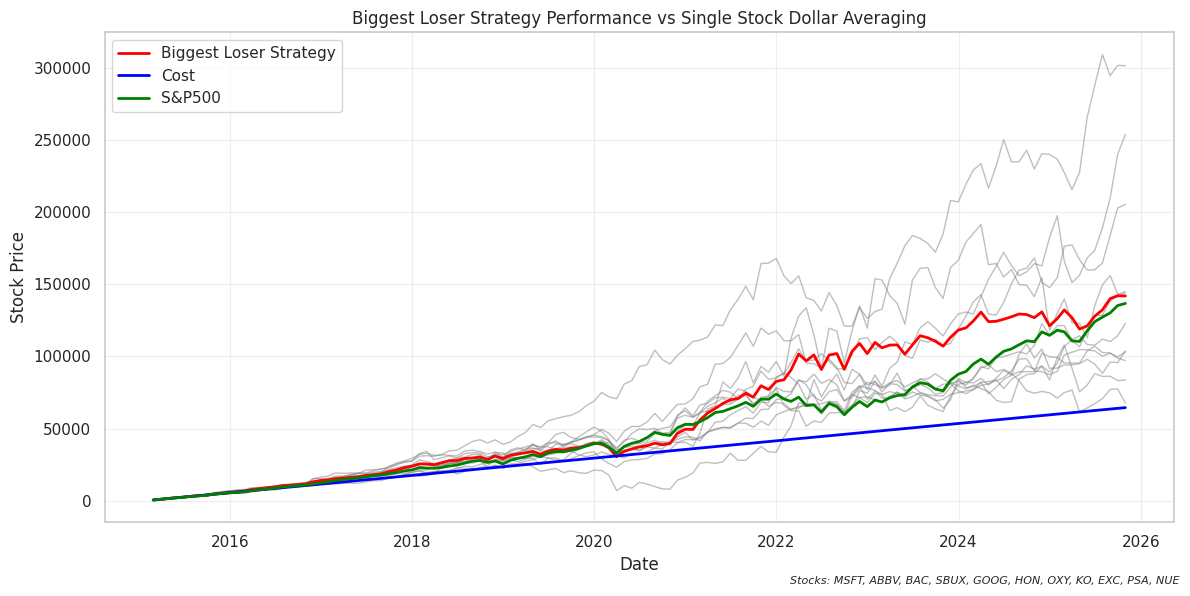 Biggest Loser Strategy Performance vs Single Stock Dollar Averaging
Biggest Loser Strategy
Cost
S&P500
Stock Price
300000
250000
200000
150000
100000
50000
0
2016
2018
2020
2022
2024
2026
Date
Stocks: MSFT, ABBV, BAC, SBUX, GOOG, HON, OXY, KO, EXC, PSA, NUE